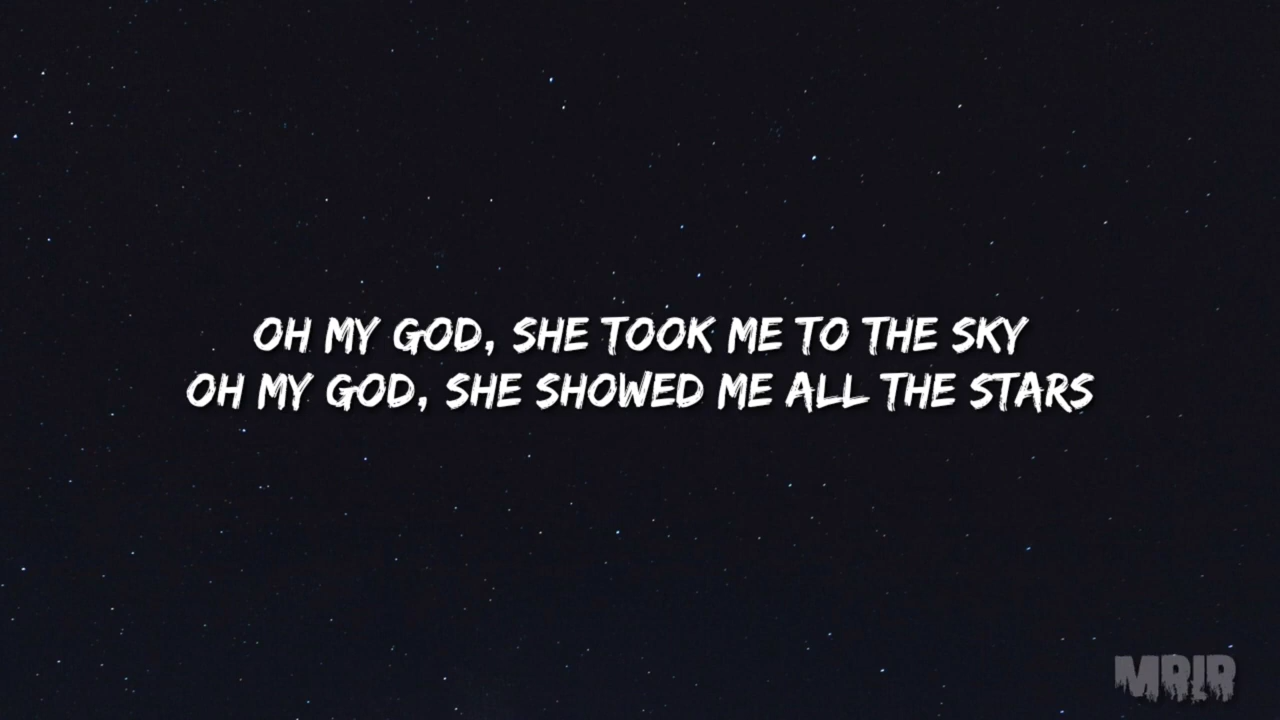 OH MY GOD, SHE TOOK ME TO THE SKY
OH MY GOD, SHE SHOWED ME ALL THE STARS
MRLR